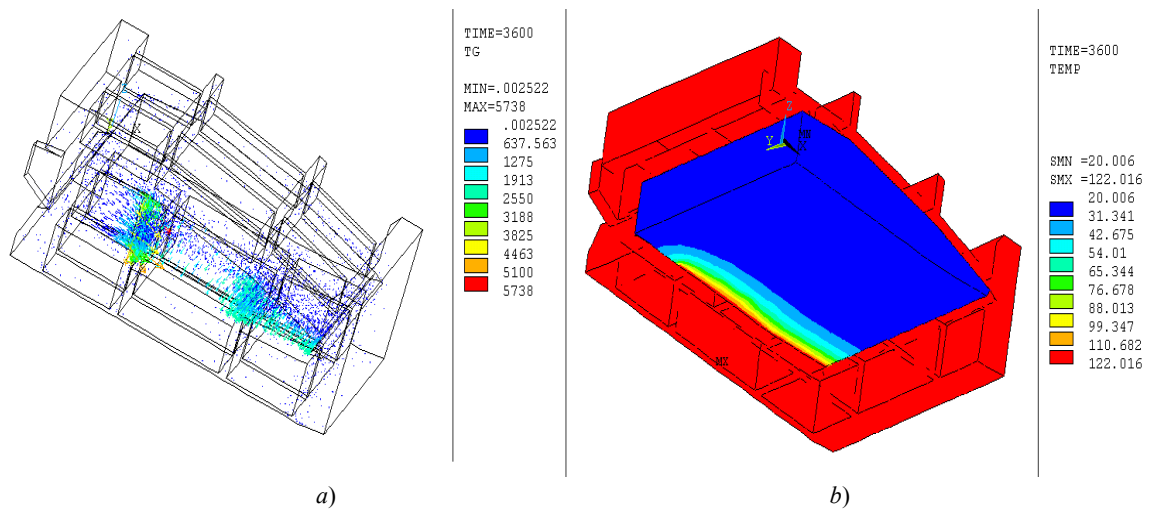 TIME=3600
TG
MIN=.002522
MAX=5738
.002522
637.563
1275
1913
2550
3188
3825
4463
5100
5738
a)
TIME=3600
TEMP
SMN =20.006
SMX =122.016
20.006
31.341
42.675
54.01
65.344
76.678
88.013
99.347
110.682
122.016
Z
Y
MX
b)